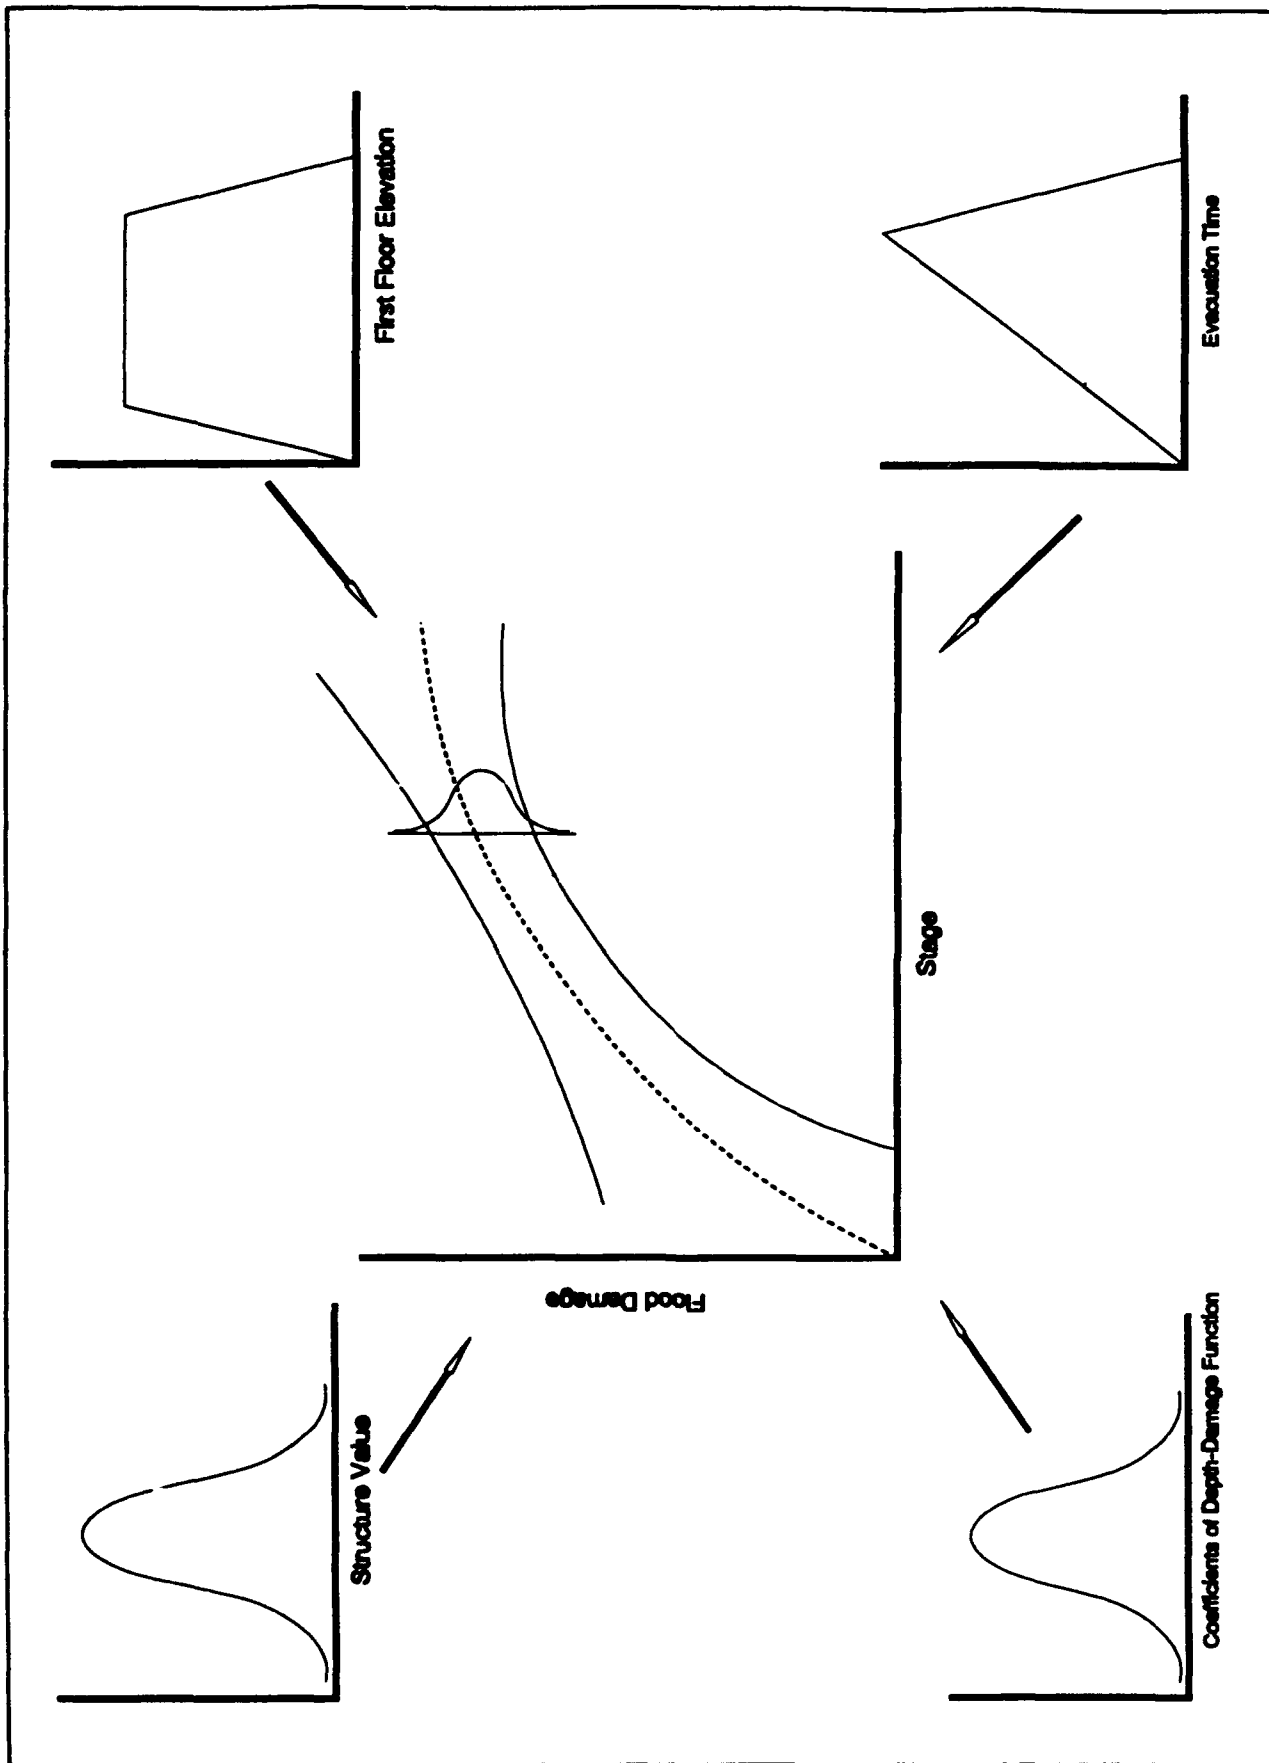 Structure Value
First Floor Elevation
Flood Damage
Stage
Coefficients of Depth-Damage Function
Evacuation Time